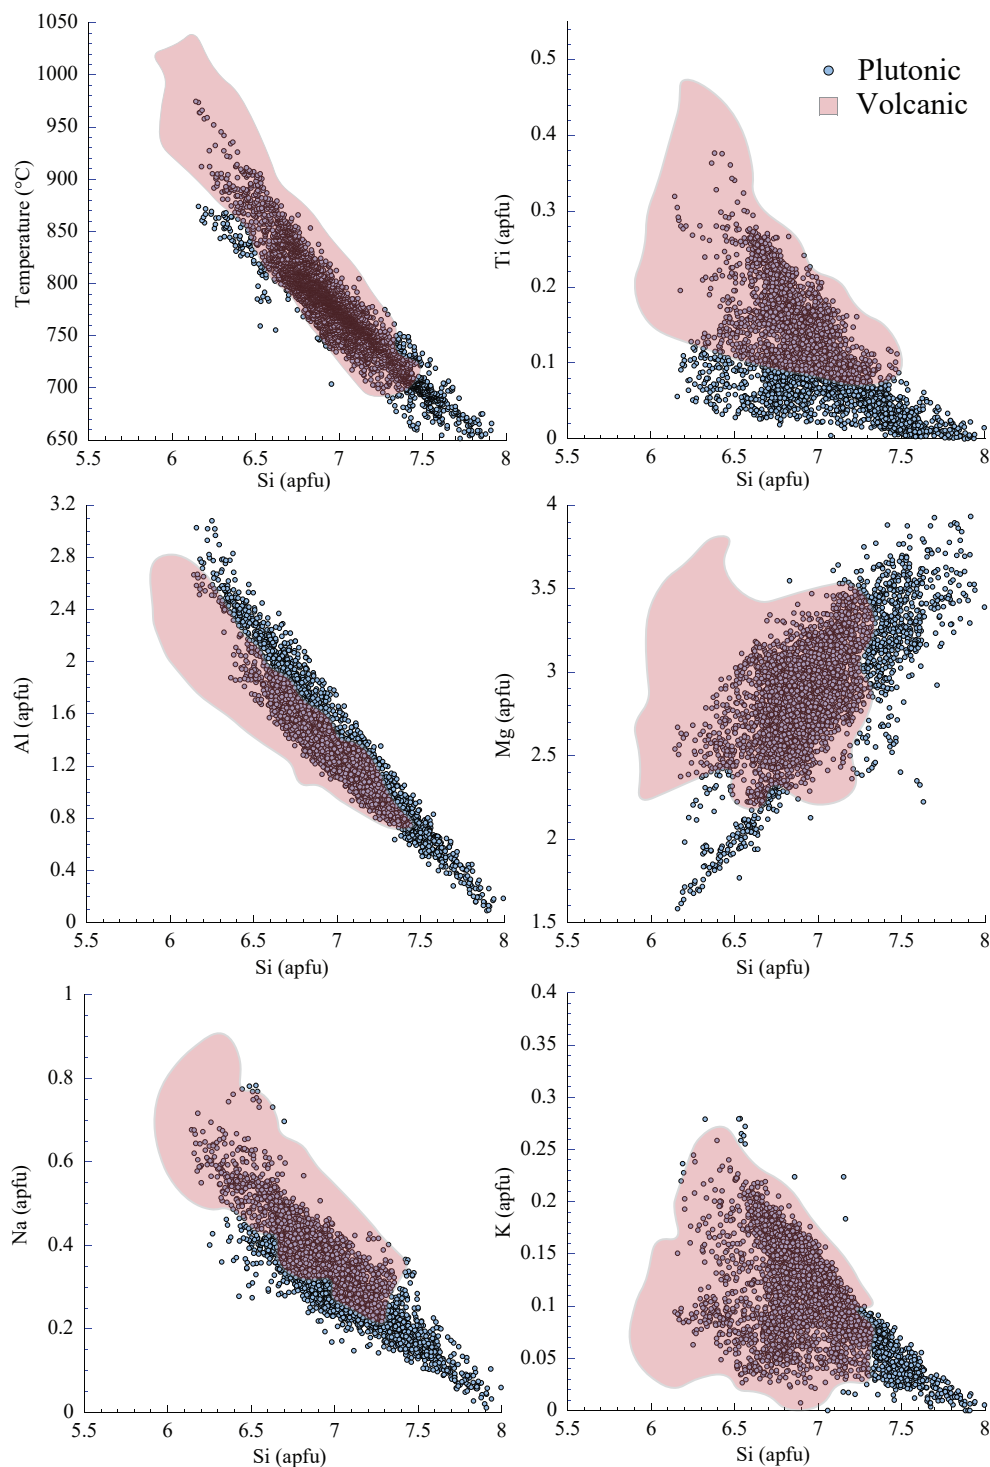 1050
1000
950
900
850
800
750
700
650
Temperature (°C)
5.5 6 6.5 7 7.5 8
Si (apfu)
0.5
0.4
0.3
0.2
0.1
0
Ti (apfu)
5.5 6 6.5 7 7.5 8
Si (apfu)
Plutonic
Volcanic
3.2
2.8
2.4
2
1.6
1.2
0.8
0.4
0
Al (apfu)
5.5 6 6.5 7 7.5 8
Si (apfu)
4
3.5
3
2.5
2
1.5
Mg (apfu)
5.5 6 6.5 7 7.5 8
Si (apfu)
1
0.8
0.6
0.4
0.2
0
Na (apfu)
5.5 6 6.5 7 7.5 8
Si (apfu)
0.4
0.35
0.3
0.25
0.2
0.15
0.1
0.05
0
K (apfu)
5.5 6 6.5 7 7.5 8
Si (apfu)